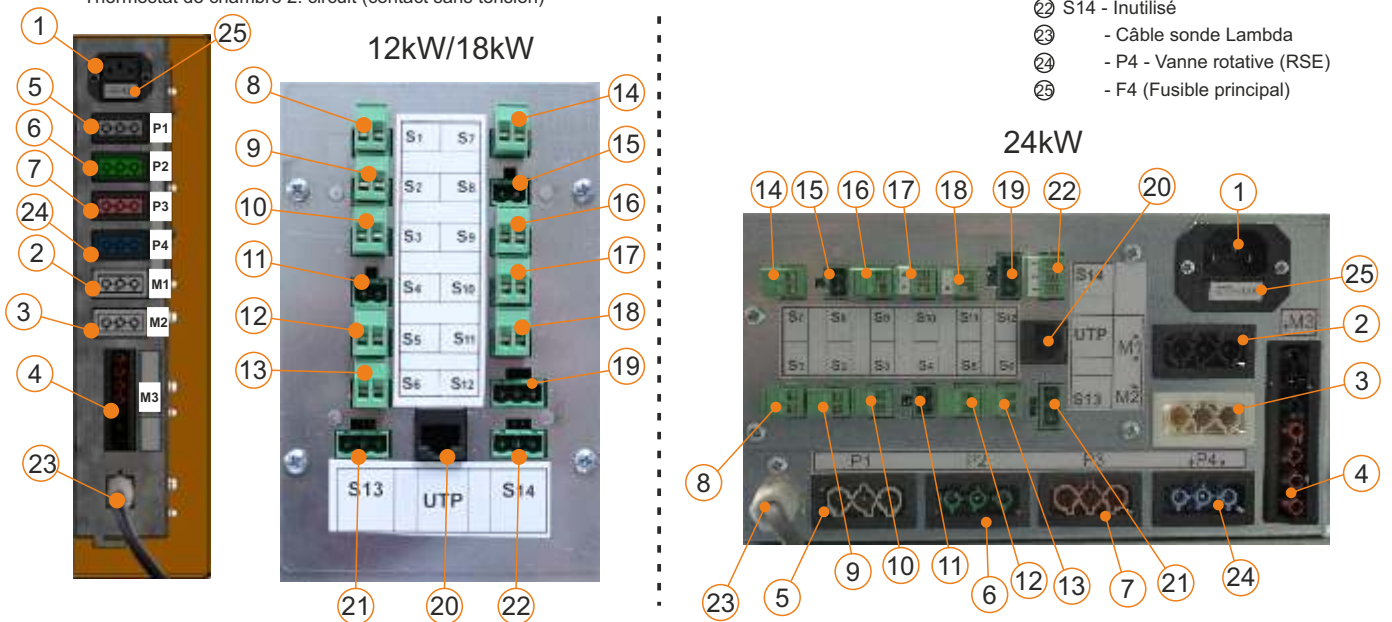 Thermostat de chambre 2. circuit (contact sans tension)
22 S14 - Inutilisé
23 - Câble sonde Lambda
24 - P4 - Vanne rotative (RSE)
25 - F4 (Fusible principal)
12kW/18kW
1
25
5
P1
6
P2
7
P3
24
P4
2
M1
3
M2
4
M3
23
8
14
S1 S7
9
15
S2 S8
10
16
S3 S9
11
17
S4 S10
12
18
S5 S11
13
19
S6 S12
S13 UTP S14
21 20 22
24kW
14 15 16 17 18 19 22 20 1
25
S14
M3
S7 S8 S9 S10 S11 S12
UTP
M1
2
S1 S2 S3 S4 S5 S6
S13 M2
3
8
P1 P2 P3 P4
4
23 5 9 10 6 11 12 13 7 21 24